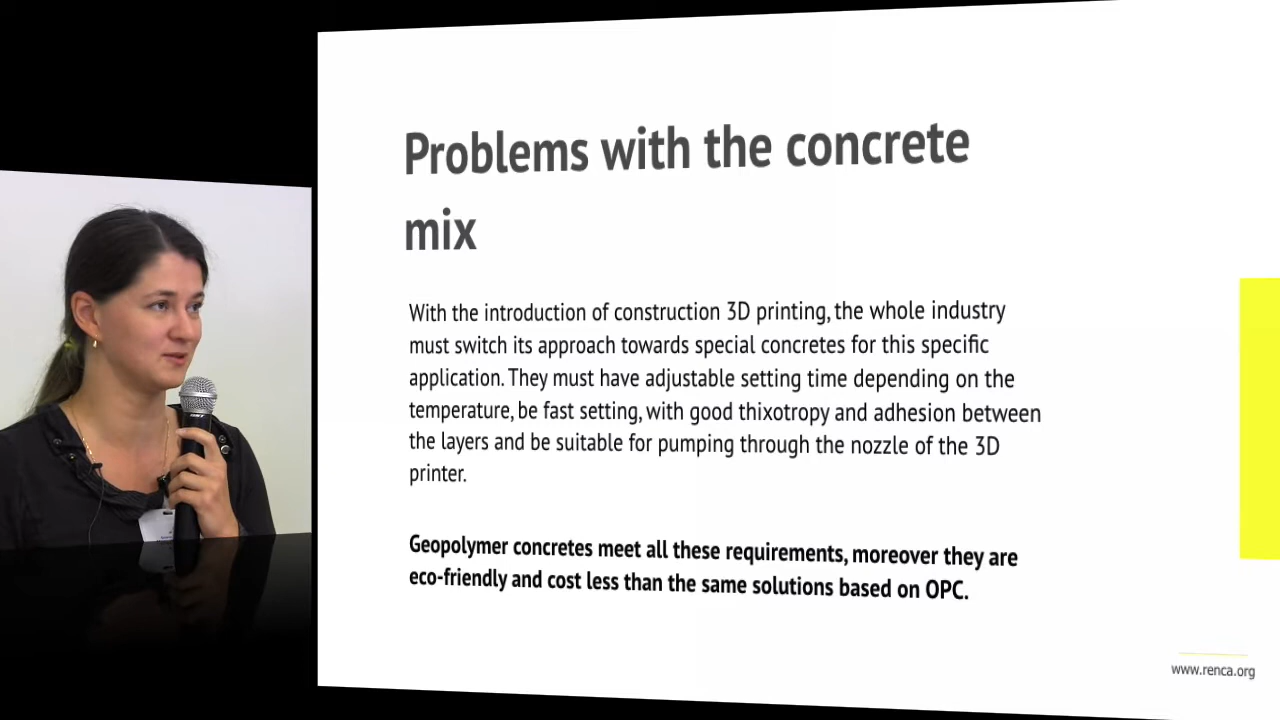 Problems with the concrete
mix
With the introduction of construction 3D printing, the whole industry
must switch its approach towards special concretes for this specific
application. They must have adjustable setting time depending on the
temperature, be fast setting, with good thixotropy and adhesion between
the layers and be suitable for pumping through the nozzle of the 3D
printer.
Geopolymer concretes meet all these requirements, moreover they are
eco-friendly and cost less than the same solutions based on OPC.
www.renca.org